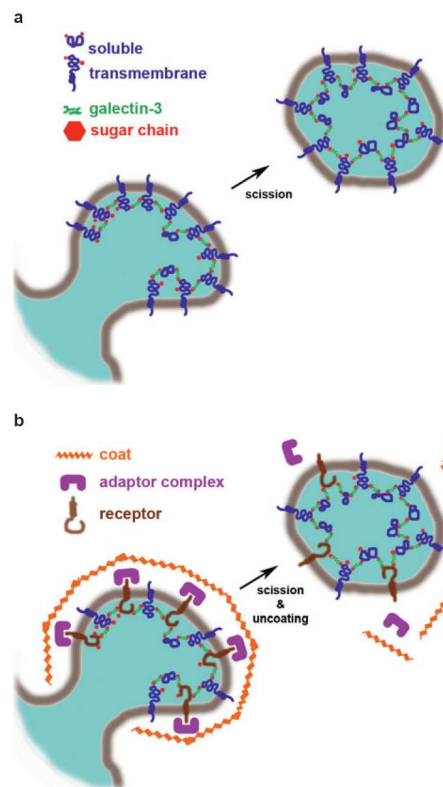 a
soluble
transmembrane
galectin-3
sugar chain
scission
b
coat
adaptor complex
receptor
scission
&
uncoating